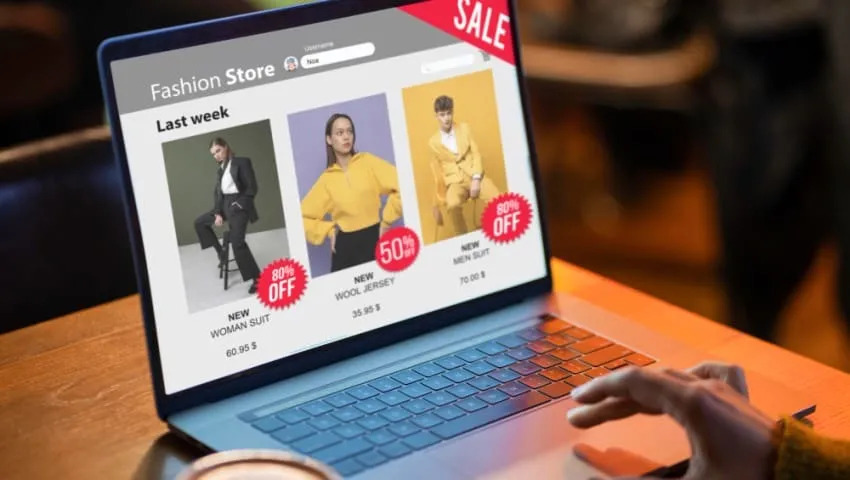 SALE
Username
Noa
Fashion Store
Last week
80%
OFF
NEW
WOMAN SUIT
60.95 $
50%
OFF
NEW
WOOL JERSEY
35.95 $
80%
OFF
NEW
MEN SUIT
70.00 $